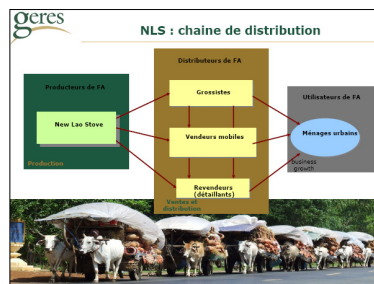 geres
NLS : chaine de distribution
Distributeurs de FA
Producteurs de FA
Grossistes
Utilisateurs de FA
New Lao Stove
Vendeurs mobiles
Ménages urbains
Production
business
growth
Revendeurs
(détaillants)
Ventes et
distribution